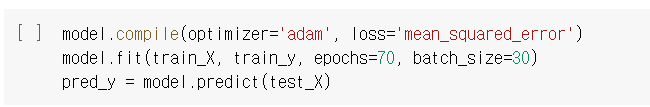 [ ] model.compile(optimizer='adam', loss='mean_squared_error')
model.fit(train_X, train_y, epochs=70, batch_size=30)
pred_y = model.predict(test_X)